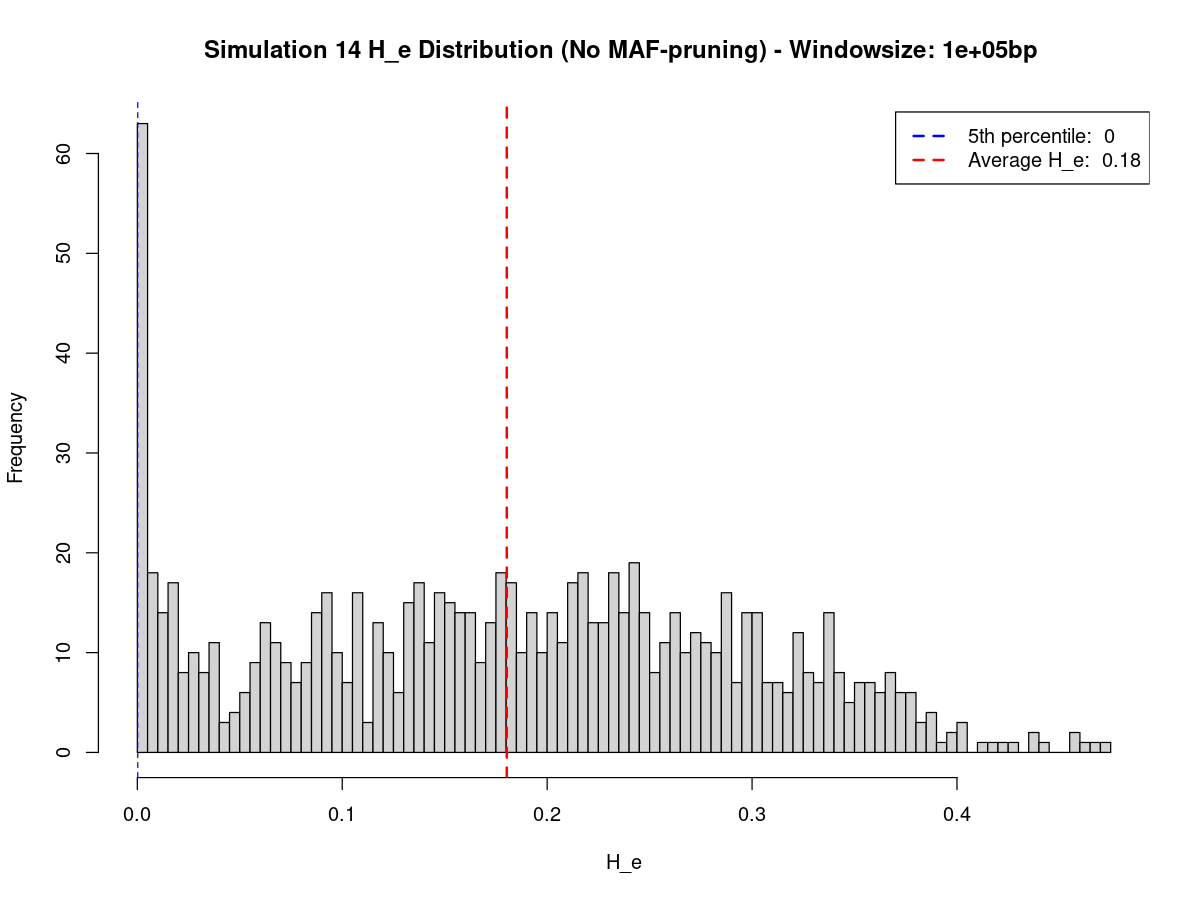 Simulation 14 H_e Distribution (No MAF-pruning) - Windowsize: 1e+05bp
5th percentile:  0
Average H_e:  0.18
Frequency
60
50
40
30
20
10
0
0.0 0.1 0.2 0.3 0.4
H_e